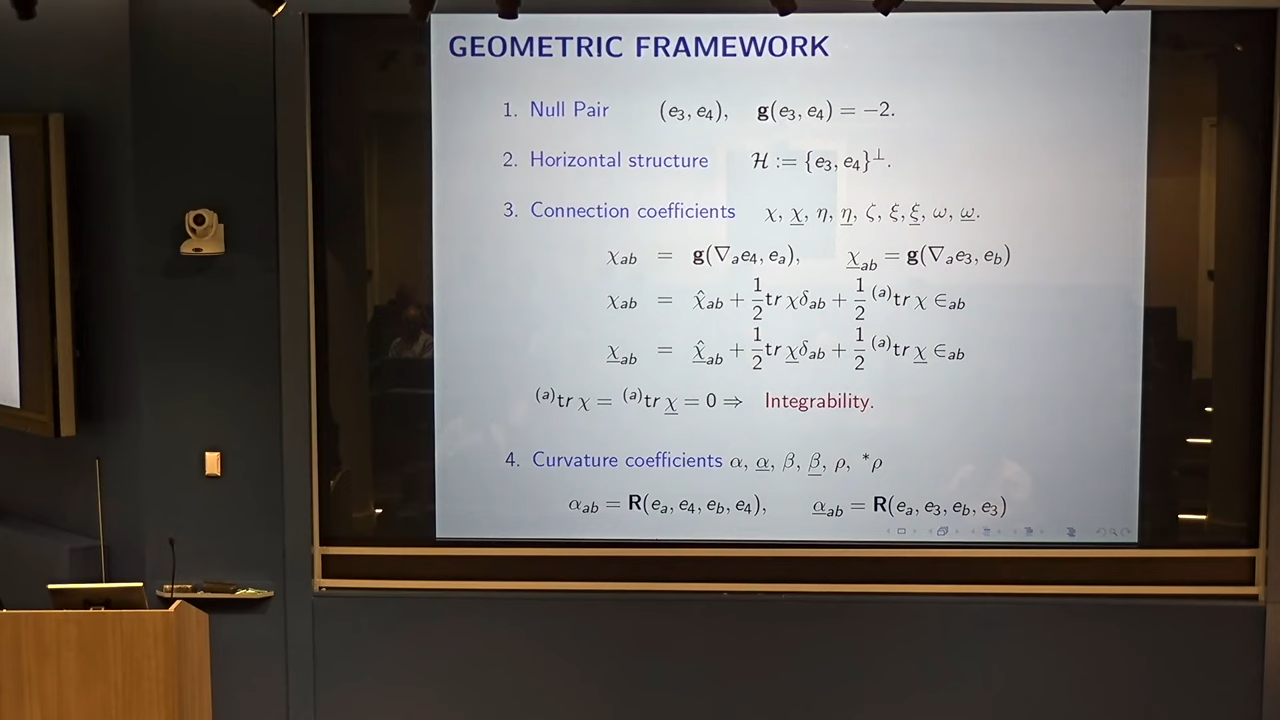 GEOMETRIC FRAMEWORK
1. Null Pair (e₃, e₄), g(e₃, e₄) = −2.
2. Horizontal structure ℋ := {e₃, e₄}^⊥.
3. Connection coefficients χ, χ̲, η, η̲, ζ, ξ, ξ̲, ω, ω̲.
χ_ab = g(∇_a e₄, e_a), χ̲_ab = g(∇_a e₃, e_b)
χ_ab = χ̂_ab + 1/2 tr χδ_ab + 1/2 ^(a)tr χ ∈_ab
χ̲_ab = χ̲̂_ab + 1/2 tr χ̲δ_ab + 1/2 ^(a)tr χ̲ ∈_ab
^(a)tr χ = ^(a)tr χ̲ = 0 ⇒ Integrability.
4. Curvature coefficients α, α̲, β, β̲, ρ, *ρ
α_ab = R(e_a, e₄, e_b, e₄), α̲_ab = R(e_a, e₃, e_b, e₃)